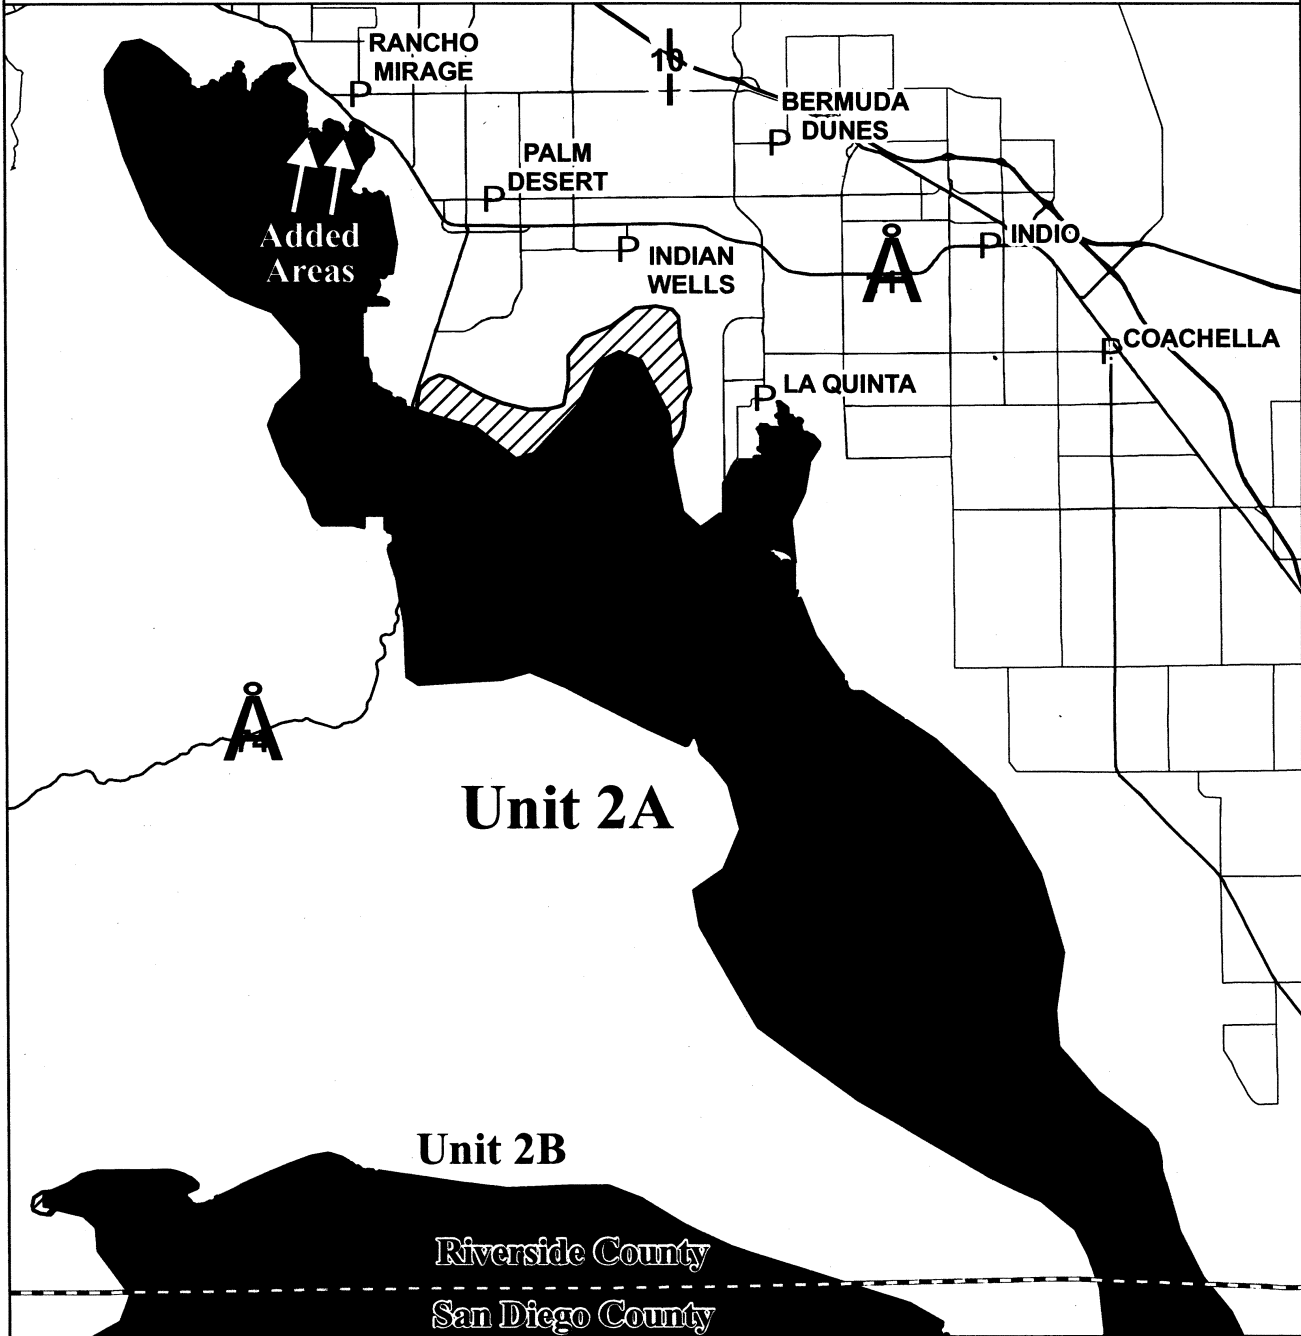 RANCHO
MIRAGE
10
BERMUDA
DUNES
P
P
PALM
DESERT
P
Added
Areas
INDIAN
WELLS
P
INDIO
P
Å
COACHELLA
P
LA QUINTA
P
Å
74
Unit 2A
Unit 2B
Riverside County
San Diego County